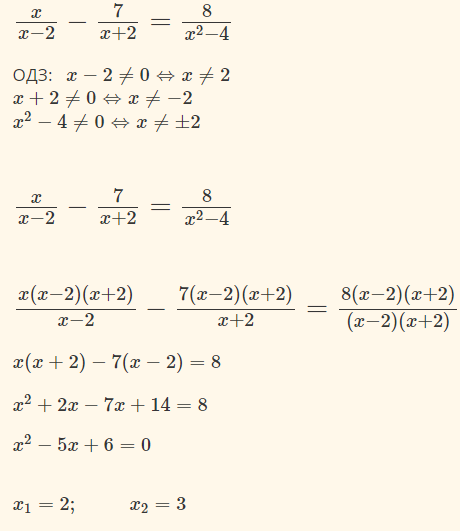 x/(x−2) − 7/(x+2) = 8/(x²−4)
ОДЗ: x − 2 ≠ 0 ⇔ x ≠ 2
x + 2 ≠ 0 ⇔ x ≠ −2
x² − 4 ≠ 0 ⇔ x ≠ ±2
x/(x−2) − 7/(x+2) = 8/(x²−4)
x(x−2)(x+2)/(x−2) − 7(x−2)(x+2)/(x+2) = 8(x−2)(x+2)/((x−2)(x+2))
x(x + 2) − 7(x − 2) = 8
x² + 2x − 7x + 14 = 8
x² − 5x + 6 = 0
x₁ = 2; x₂ = 3